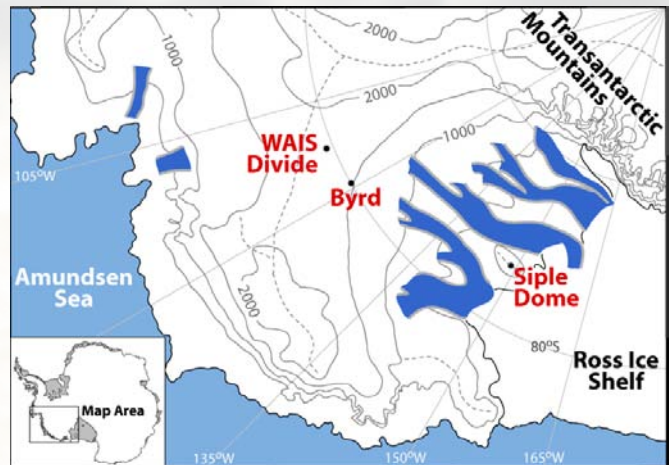 2000
1000
2000
Transantarctic
Mountains
WAIS
Divide
1000
105°W
Byrd
Amundsen
Sea
2000
Siple
Dome
80°S
Ross Ice
Shelf
Map Area
135°W
150°W
165°W